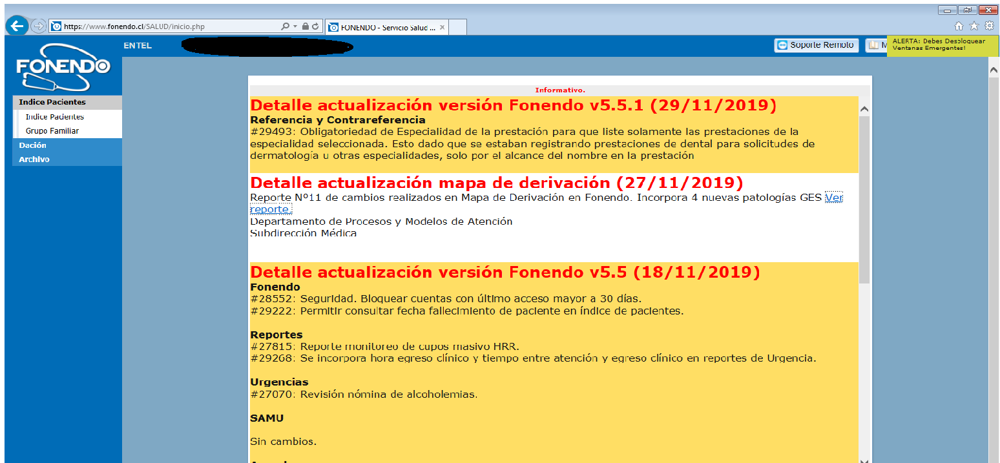 https://www.fonendo.cl/SALUD/inicio.php
FONENDO - Servicio Salud ...
ENTEL
Soporte Remoto
M
ALERTA: Debes Desbloquear
Ventanas Emergentes!
FONENDO
Indice Pacientes
Indice Pacientes
Grupo Familiar
Dación
Archivo
Informativo.
Detalle actualización versión Fonendo v5.5.1 (29/11/2019)
Referencia y Contrareferencia
#29493: Obligatoriedad de Especialidad de la prestación para que liste solamente las prestaciones de la
especialidad seleccionada. Esto dado que se estaban registrando prestaciones de dental para solicitudes de
dermatología u otras especialidades, solo por el alcance del nombre en la prestación
Detalle actualización mapa de derivación (27/11/2019)
Reporte Nº11 de cambios realizados en Mapa de Derivación en Fonendo. Incorpora 4 nuevas patologías GES Ver
reporte.
Departamento de Procesos y Modelos de Atención
Subdirección Médica
Detalle actualización versión Fonendo v5.5 (18/11/2019)
Fonendo
#28552: Seguridad. Bloquear cuentas con último acceso mayor a 30 días.
#29222: Permitir consultar fecha fallecimiento de paciente en índice de pacientes.
Reportes
#27815: Reporte monitoreo de cupos masivo HRR.
#29268: Se incorpora hora egreso clínico y tiempo entre atención y egreso clínico en reportes de Urgencia.
Urgencias
#27070: Revisión nómina de alcoholemias.
SAMU
Sin cambios.